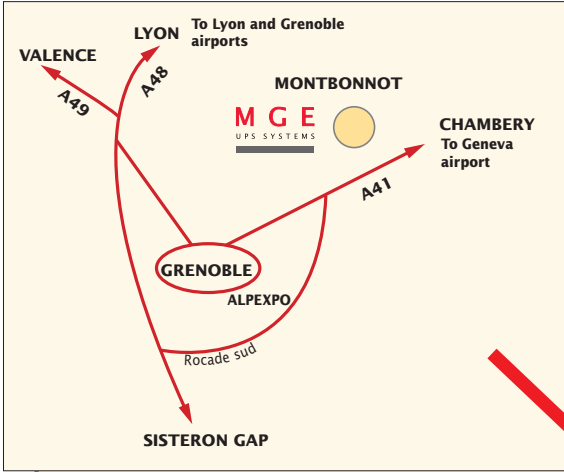 To Lyon and Grenoble
airports
LYON
VALENCE
A48
A49
MONTBONNOT
MGE
UPS SYSTEMS
CHAMBERY
To Geneva
airport
A41
GRENOBLE
ALPEXPO
Rocade sud
SISTERON GAP